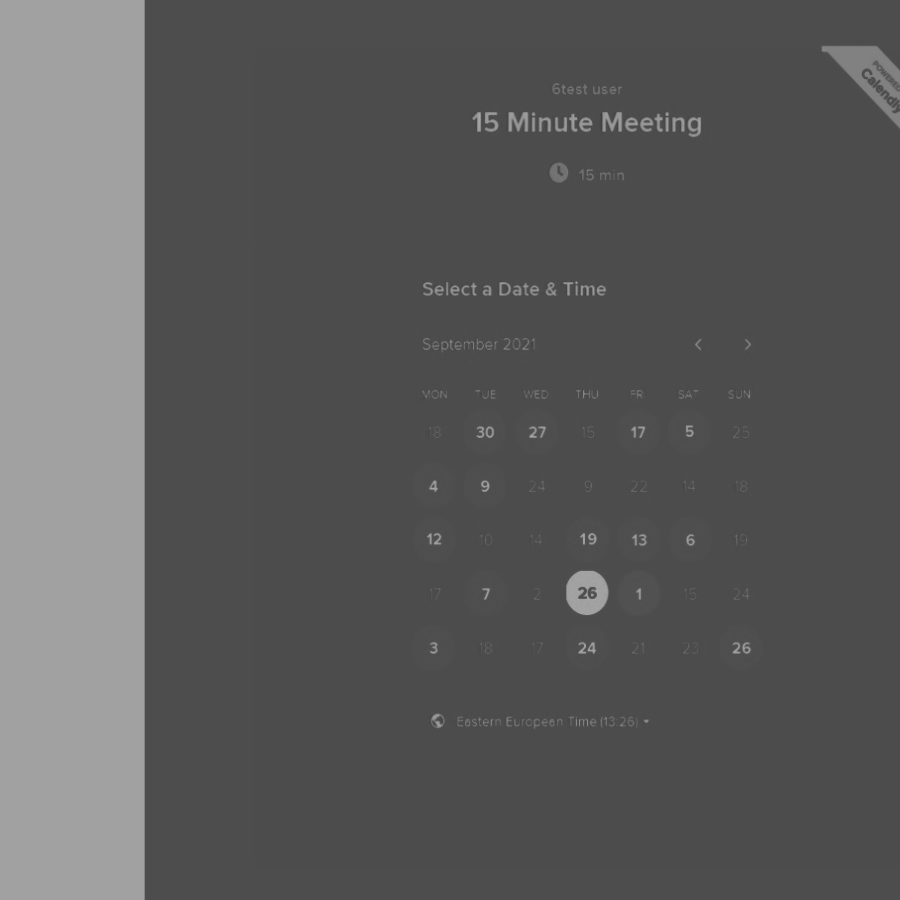 POWERED
Calendly
6test user
15 Minute Meeting
15 min
Select a Date & Time
September 2021
MON TUE WED THU FRI SAT SUN
18 30 27 15 17 5 25
4 9 24 9 22 14 18
12 10 14 19 13 6 19
17 7 2 26 1 15 24
3 18 17 24 21 23 26
Eastern European Time (13:26)